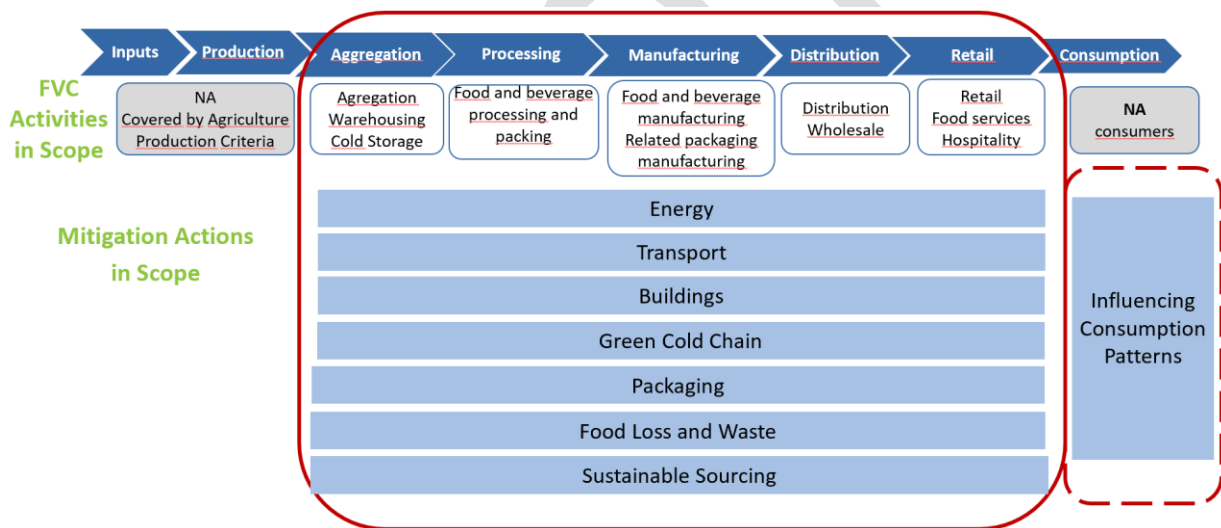 Inputs
Production
Aggregation
Processing
Manufacturing
Distribution
Retail
Consumption
FVC
Activities
in Scope
NA
Covered by Agriculture
Production Criteria
Agregation
Warehousing
Cold Storage
Food and beverage
processing and
packing
Food and beverage
manufacturing
Related packaging
manufacturing
Distribution
Wholesale
Retail
Food services
Hospitality
NA
consumers
Mitigation Actions
in Scope
Energy
Transport
Buildings
Green Cold Chain
Packaging
Food Loss and Waste
Sustainable Sourcing
Influencing
Consumption
Patterns